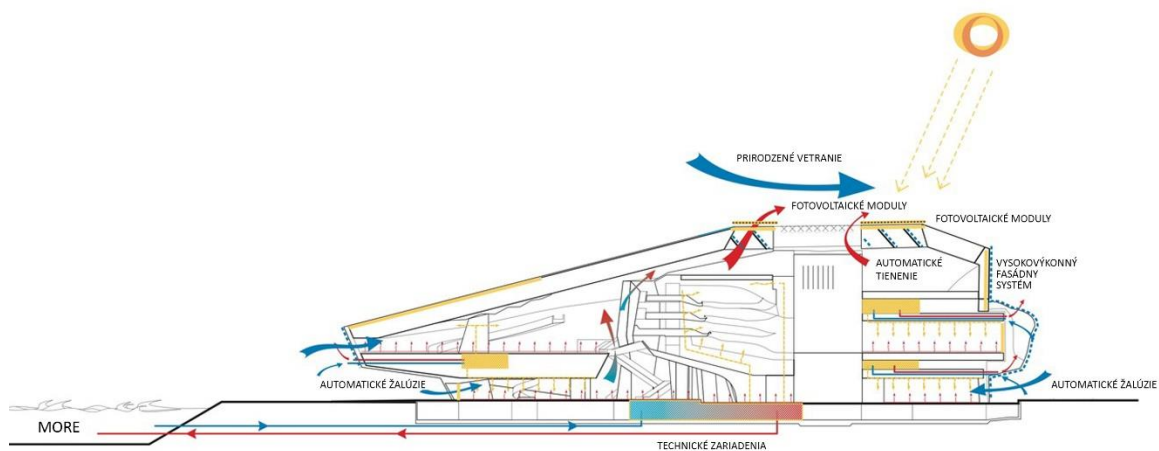 PRIRODZENÉ VETRANIE
FOTOVOLTAICKÉ MODULY
FOTOVOLTAICKÉ MODULY
AUTOMATICKÉ
TIENENIE
VYSOKOVÝKONNÝ
FASÁDNY
SYSTÉM
AUTOMATICKÉ ŽALÚZIE
AUTOMATICKÉ ŽALÚZIE
MORE
TECHNICKÉ ZARIADENIA